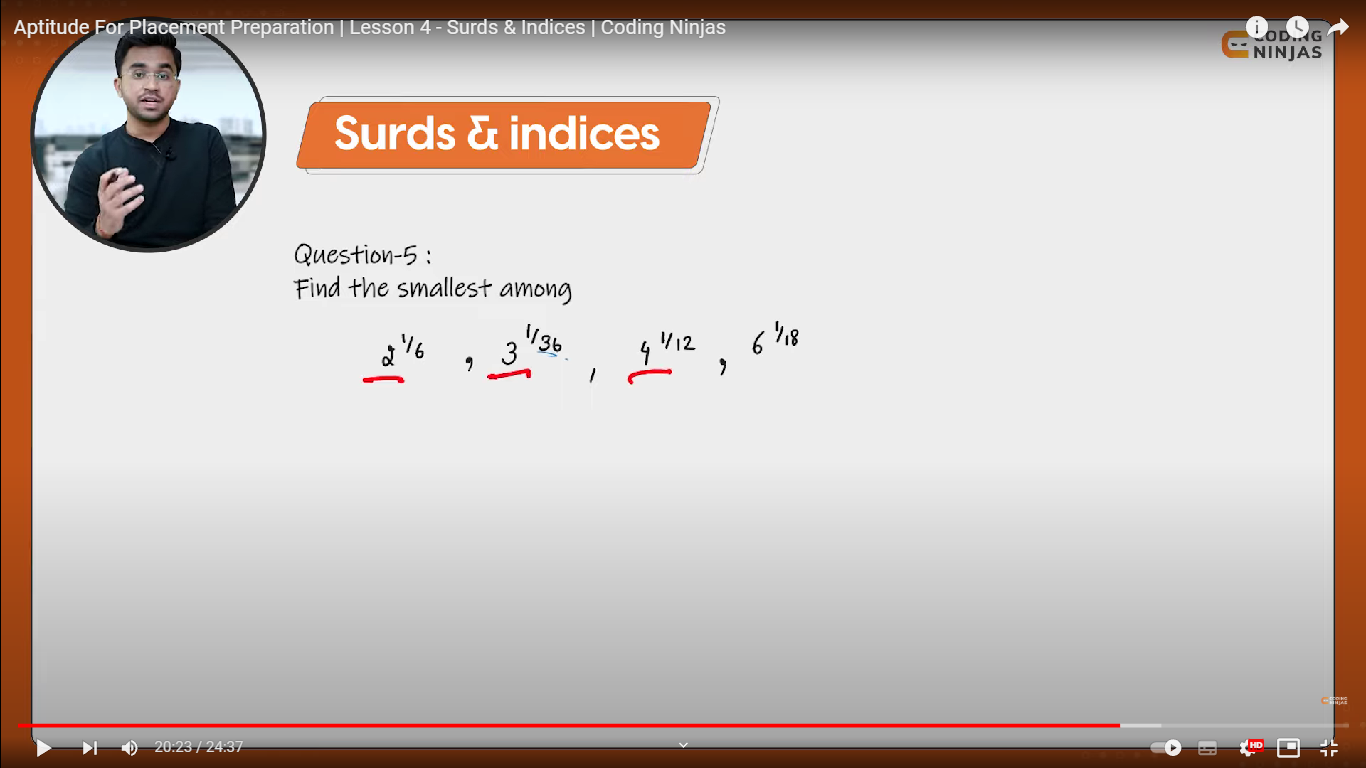 Aptitude For Placement Preparation | Lesson 4 - Surds & Indices | Coding Ninjas
CODING
NINJAS
Surds & indices
Question-5 :
Find the smallest among
2^1/6 , 3^1/36 , 4^1/12 , 6^1/18
CODING
NINJAS
20:23 / 24:37
HD